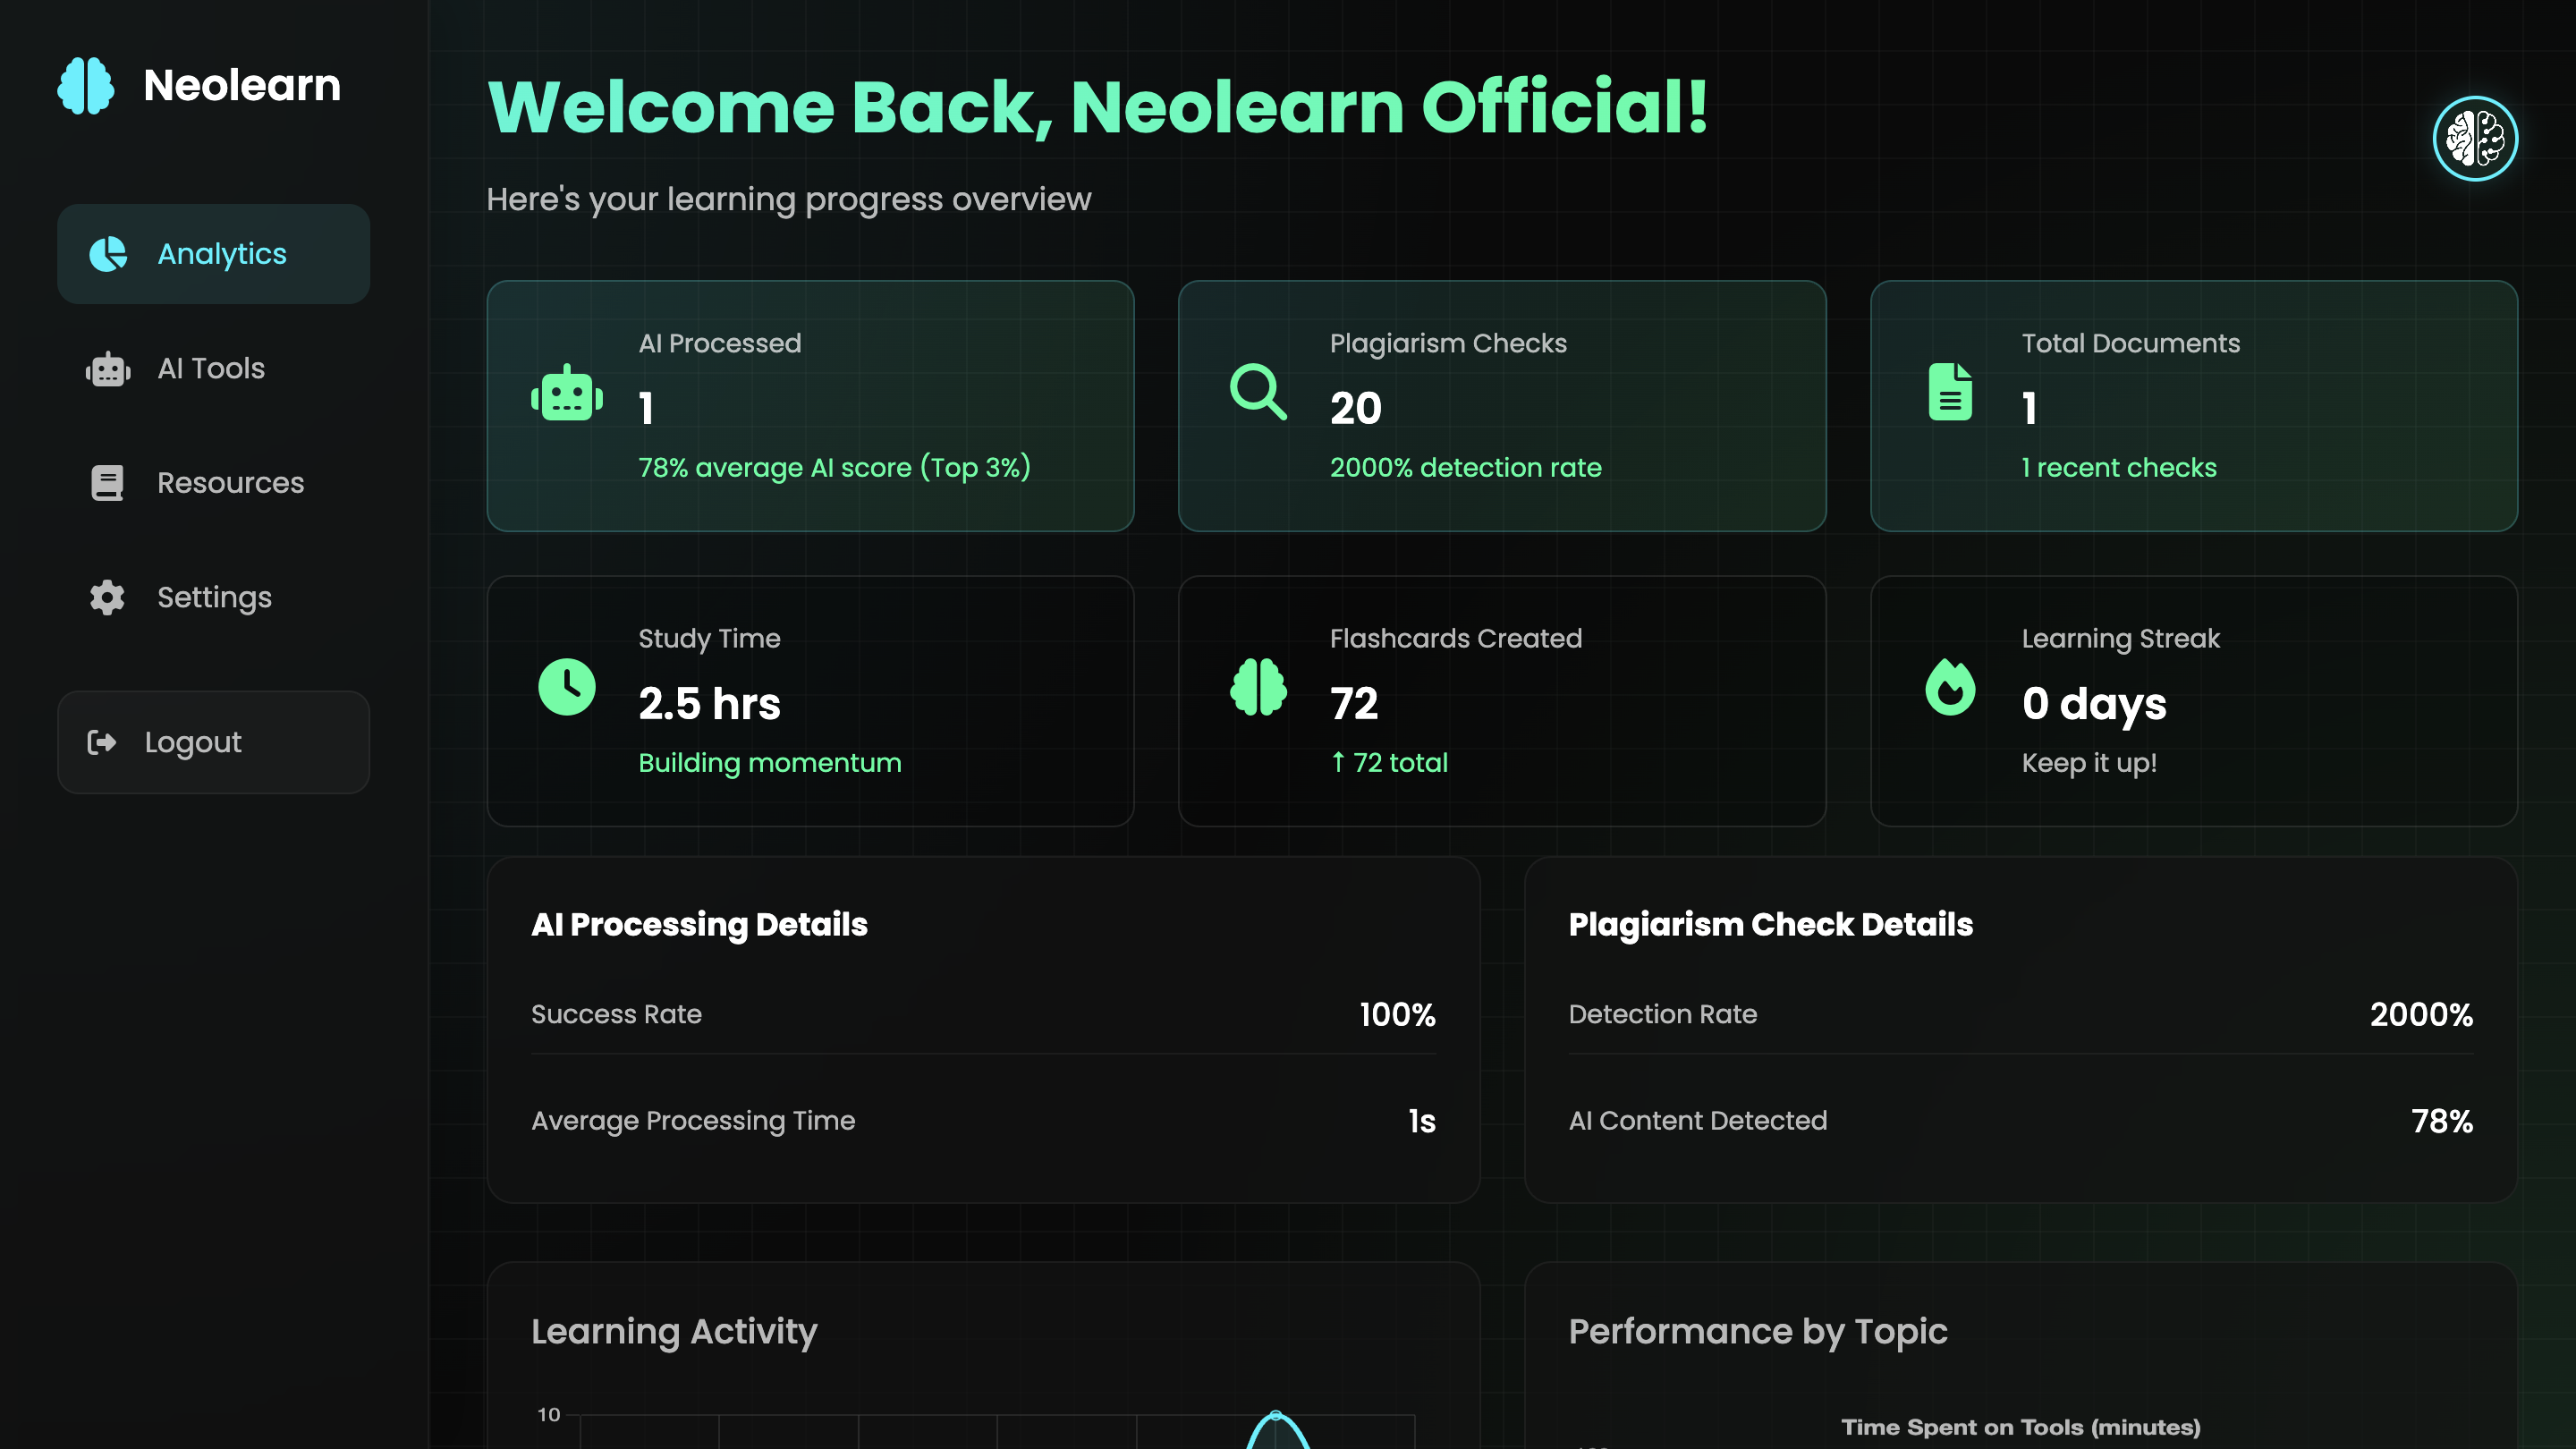 Neolearn
Analytics
AI Tools
Resources
Settings
Logout
Welcome Back, Neolearn Official!
Here's your learning progress overview
AI Processed
1
78% average AI score (Top 3%)
Plagiarism Checks
20
2000% detection rate
Total Documents
1
1 recent checks
Study Time
2.5 hrs
Building momentum
Flashcards Created
72
↑ 72 total
Learning Streak
0 days
Keep it up!
AI Processing Details
Success Rate 100%
Average Processing Time 1s
Plagiarism Check Details
Detection Rate 2000%
AI Content Detected 78%
Learning Activity
10
Performance by Topic
Time Spent on Tools (minutes)